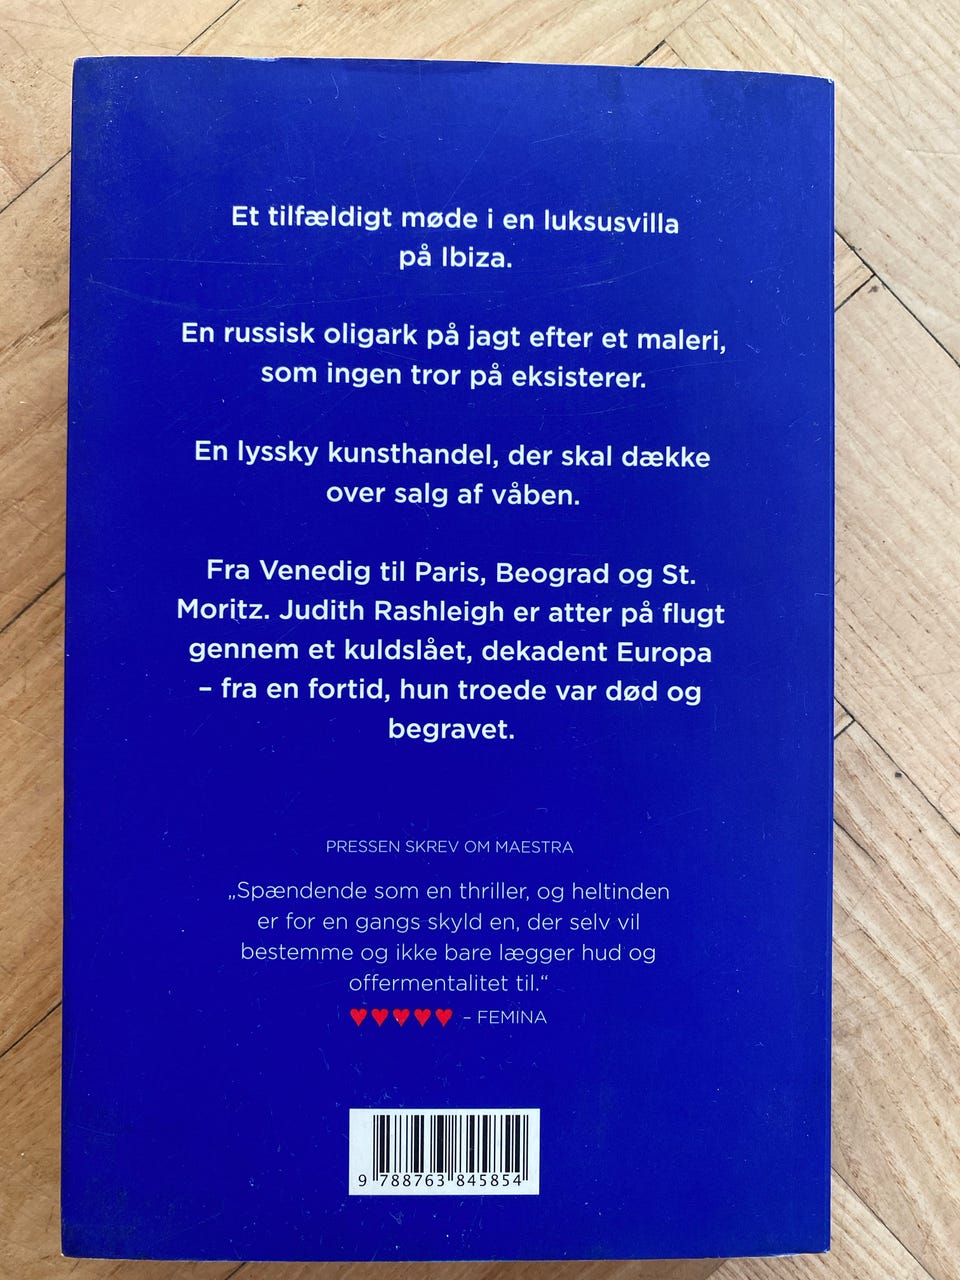 Et tilfældigt møde i en luksusvilla
på Ibiza.
En russisk oligark på jagt efter et maleri,
som ingen tror på eksisterer.
En lyssky kunsthandel, der skal dække
over salg af våben.
Fra Venedig til Paris, Beograd og St.
Moritz. Judith Rashleigh er atter på flugt
gennem et kuldslået, dekadent Europa
– fra en fortid, hun troede var død og
begravet.
PRESSEN SKREV OM MAESTRA
„Spændende som en thriller, og heltinden
er for en gangs skyld en, der selv vil
bestemme og ikke bare lægger hud og
offermentalitet til.“
♥♥♥♥♥ – FEMINA
9 788763 845854